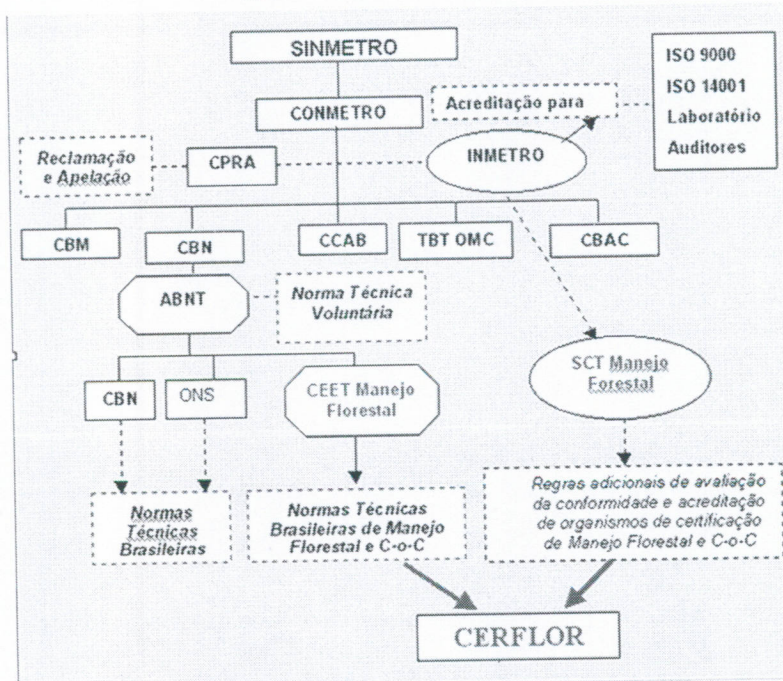 SINMETRO
CONMETRO
Acreditação para
ISO 9000
ISO 14001
Laboratório
Auditores
Reclamação
e Apelação
CPRA
INMETRO
CBM
CBN
CCAB
TBT OMC
CBAC
ABNT
Norma Técnica
Voluntária
CBN
ONS
CEET Manejo
Florestal
SCT Manejo
Forestal
Normas
Técnicas
Brasileiras
Normas Técnicas
Brasileiras de Manejo
Florestal e C-o-C
Regras adicionais de avaliação
da conformidade e acreditação
de organismos de certificação
de Manejo Florestal e C-o-C
CERFLOR